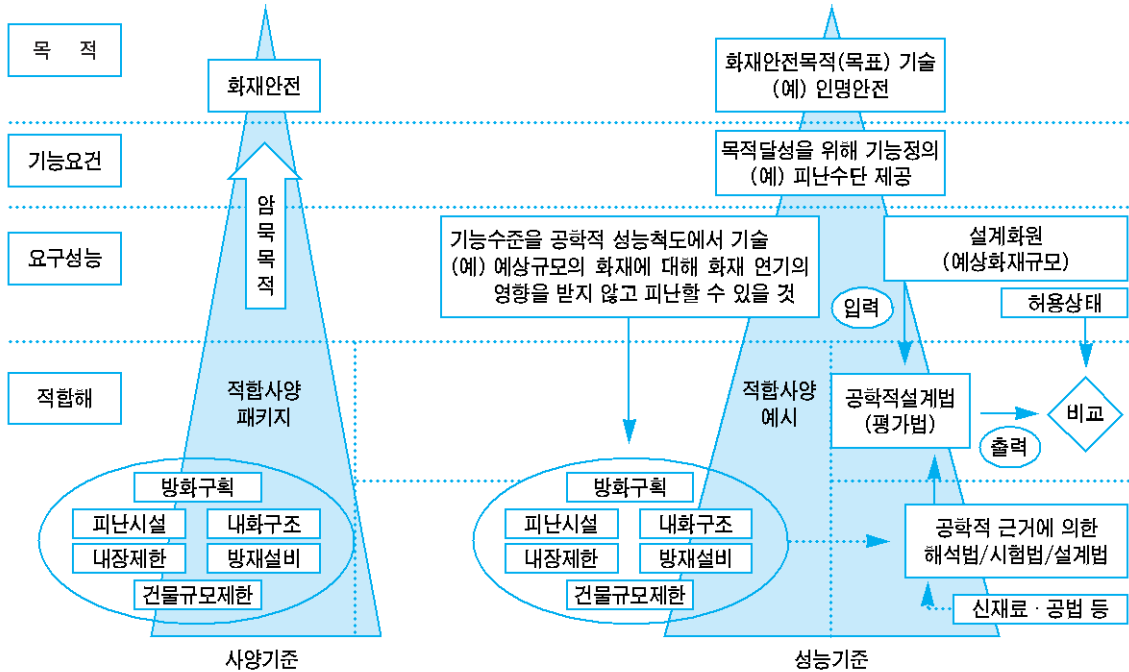 목 적
화재안전
화재안전목적(목표) 기술
(예) 인명안전
기능요건
암묵목적
목적달성을 위해 기능정의
(예) 피난수단 제공
요구성능
기능수준을 공학적 성능척도에서 기술
(예) 예상규모의 화재에 대해 화재 연기의
영향을 받지 않고 피난할 수 있을 것
설계화원
(예상화재규모)
입력
허용상태
적합해
적합사양
패키지
적합사양
예시
공학적설계법
(평가법)
출력
비교
방화구획
피난시설
내화구조
내장제한
방재설비
건물규모제한
방화구획
피난시설
내화구조
내장제한
방재설비
건물규모제한
공학적 근거에 의한
해석법/시험법/설계법
신재료·공법 등
사양기준
성능기준